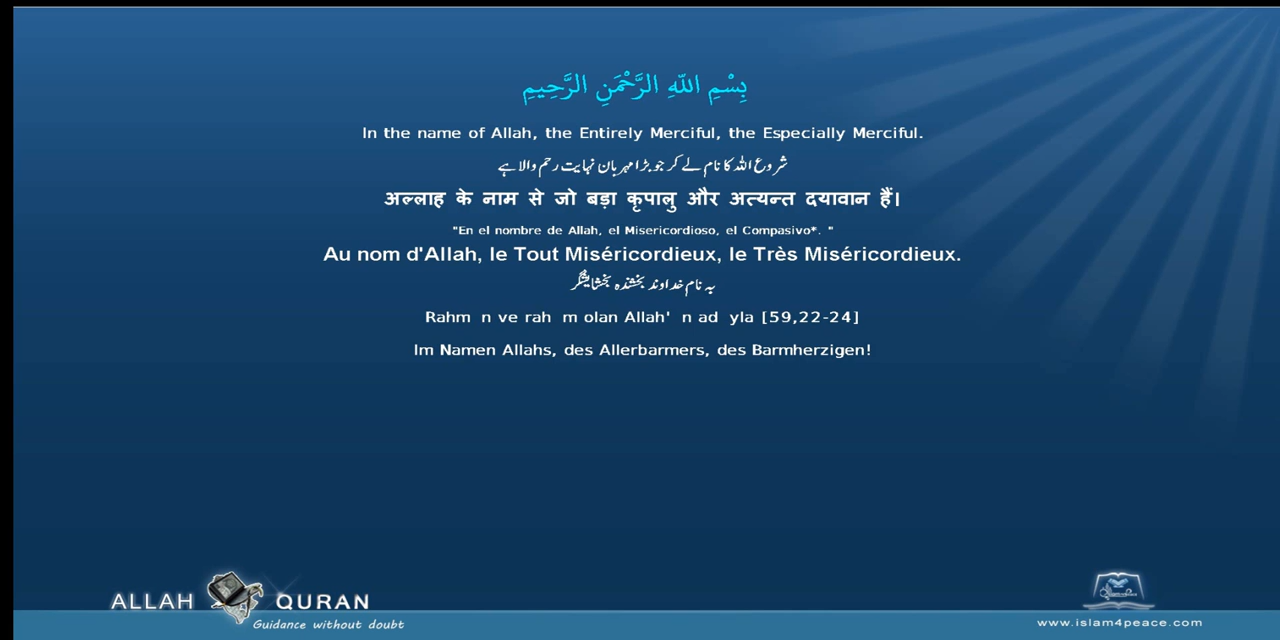 بِسْمِ اللّهِ الرَّحْمَنِ الرَّحِيمِ
In the name of Allah, the Entirely Merciful, the Especially Merciful.
شروع الله کا نام لے کر جو بڑا مہربان نہایت رحم والا ہے
अल्लाह के नाम से जो बड़ा कृपालु और अत्यन्त दयावान हैं।
"En el nombre de Allah, el Misericordioso, el Compasivo*. "
Au nom d'Allah, le Tout Miséricordieux, le Très Miséricordieux.
به نام خداوند بخشنده بخشایشگر
Rahm n ve rah m olan Allah' n ad yla [59,22-24]
Im Namen Allahs, des Allerbarmers, des Barmherzigen!
ALLAH QURAN
Guidance without doubt
www.islam4peace.com